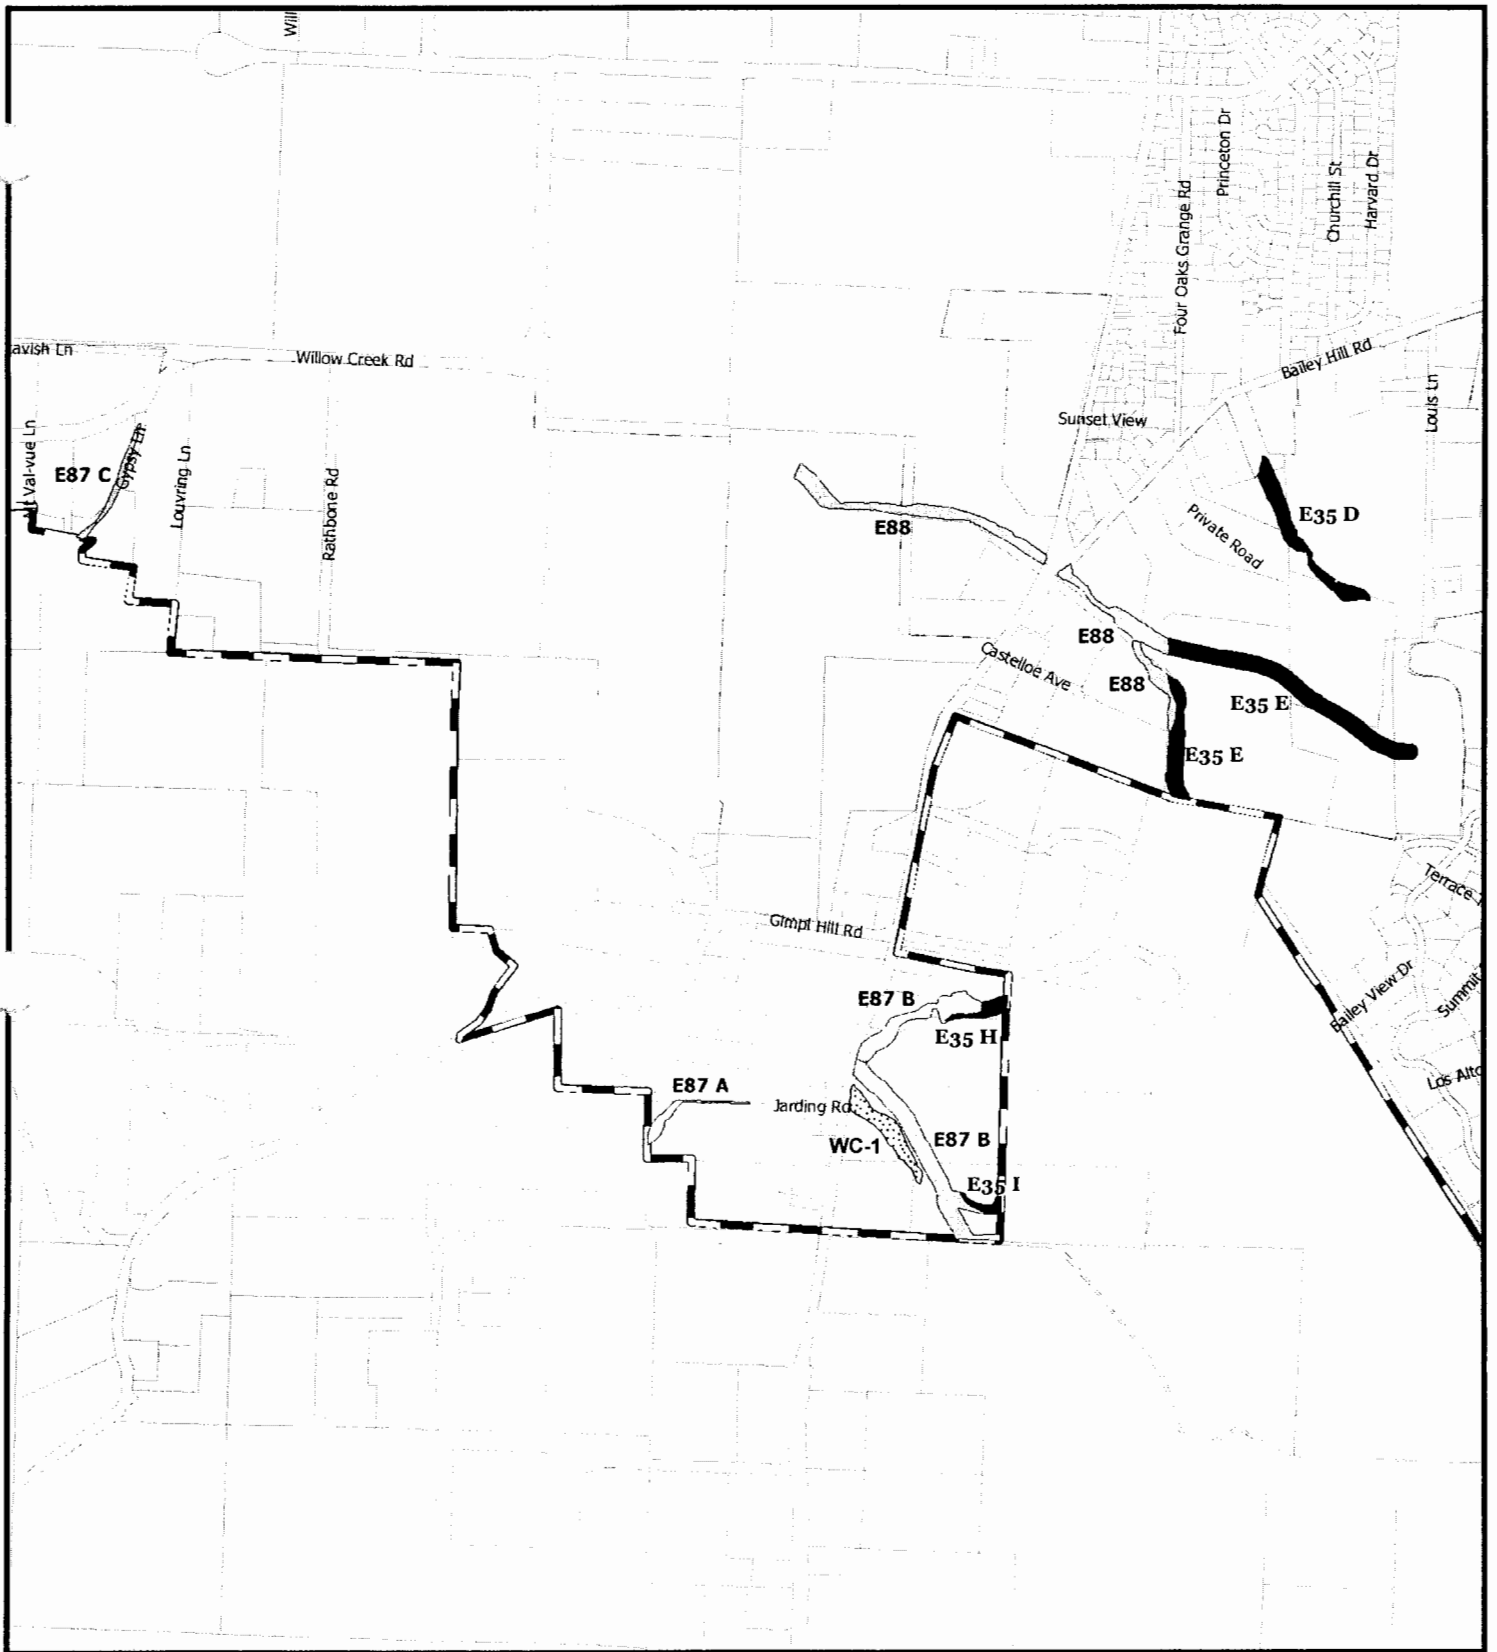 Princeton Dr
Churchill St
Harvard Dr
Four Oaks Grange Rd
Willow Creek Rd
Bailey Hill Rd
Louis Ln
Sunset View
Mt Val-vue Ln
Gypsy Ln
E87 C
Louvring Ln
Rathbone Rd
E88
Private Road
E35 D
E88
Castelloe Ave
E88
E35 E
E35 E
Gimpl Hill Rd
Terrace
Bailey View Dr
Summit
E87 B
E35 H
E87 A
Jarding Rd
Los Alto
WC-1
E87 B
E35 I